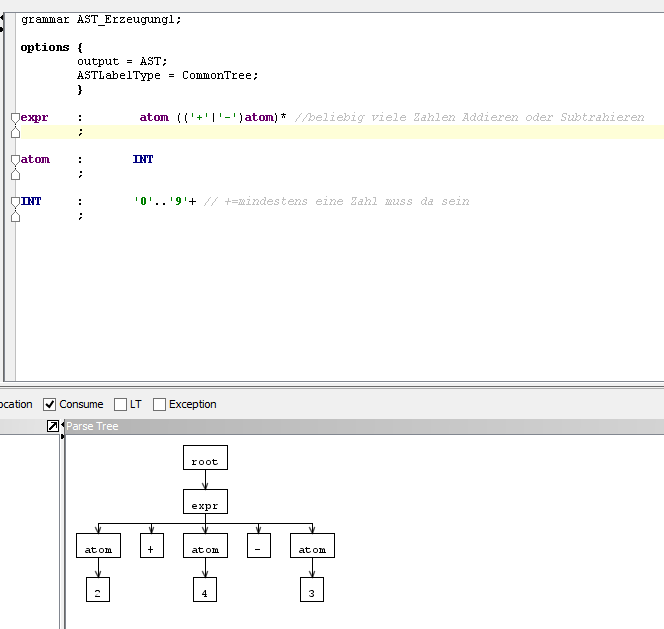 grammar AST_Erzeugung1;
options {
output = AST;
ASTLabelType = CommonTree;
}
expr : atom (('+'|'-')atom)* //beliebig viele Zahlen Addieren oder Subtrahieren
;
atom : INT
;
INT : '0'..'9'+ // +=mindestens eine Zahl muss da sein
;
Consume LT Exception
Parse Tree
root
expr
atom + atom - atom
2 4 3